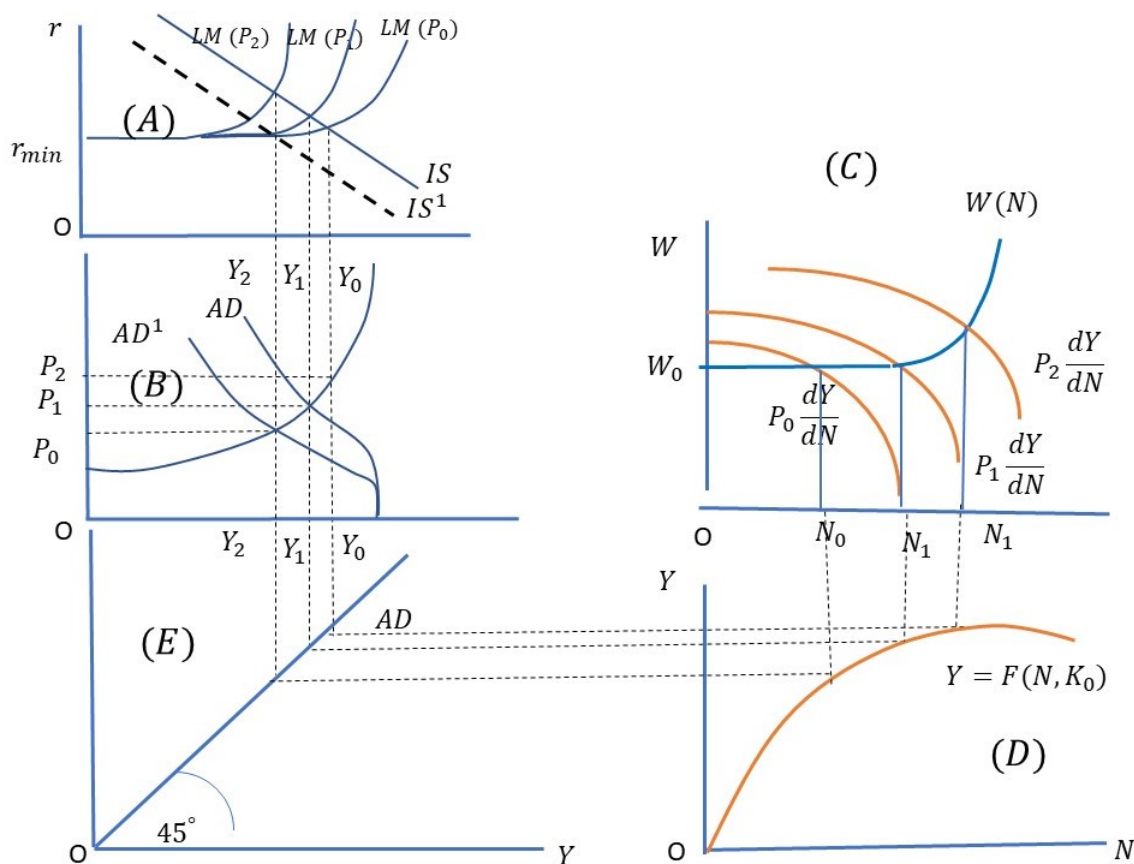 r
LM (P₂) LM (P₁) LM (P₀)
(A)
r_min
IS
IS¹
O
Y₂ Y₁ Y₀
AD
AD¹
P₂
(B)
P₁
P₀
O
Y₂ Y₁ Y₀
AD
(E)
45°
O
Y
(C)
W(N)
W
W₀
P₂ dY/dN
P₀ dY/dN
P₁ dY/dN
O
N₀ N₁ N₁
Y
Y = F(N, K₀)
(D)
O
N